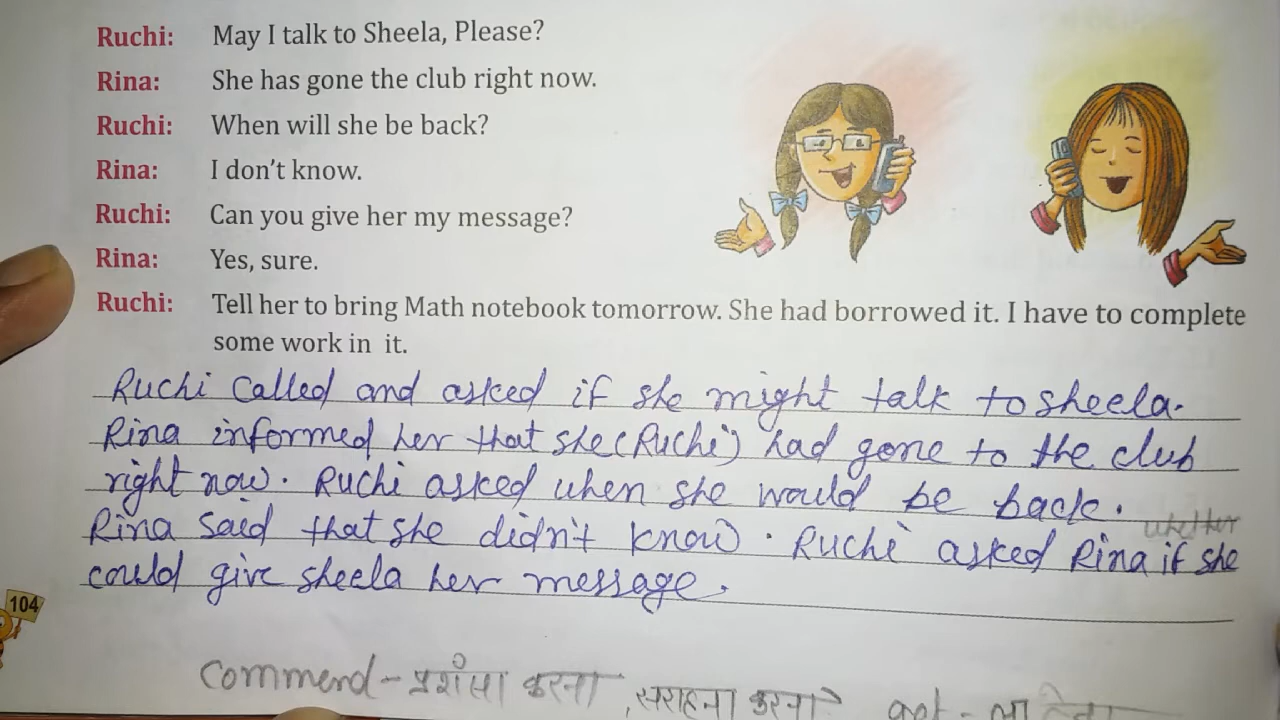 Ruchi: May I talk to Sheela, Please?
Rina: She has gone the club right now.
Ruchi: When will she be back?
Rina: I don't know.
Ruchi: Can you give her my message?
Rina: Yes, sure.
Ruchi: Tell her to bring Math notebook tomorrow. She had borrowed it. I have to complete
some work in it.
Ruchi called and asked if she might talk to sheela.
Rina informed her that she (Ruchi) had gone to the club
right now. Ruchi asked when she would be back.
whether
Rina said that she didn't know. Ruchi asked Rina if she
could give sheela her message.
104
Commend - प्रशंसा करना, सराहना करना